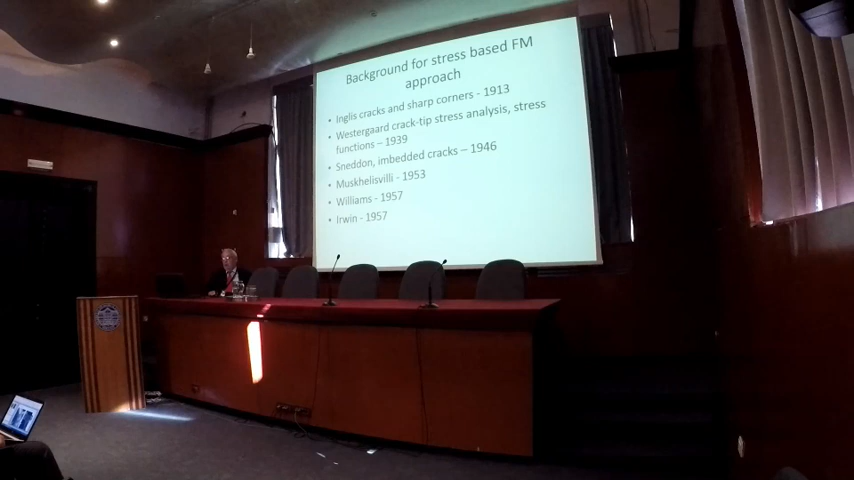 Background for stress based FM
approach
• Inglis cracks and sharp corners - 1913
• Westergaard crack-tip stress analysis, stress
functions – 1939
• Sneddon, imbedded cracks – 1946
• Muskhelisvilli - 1953
• Williams - 1957
• Irwin - 1957